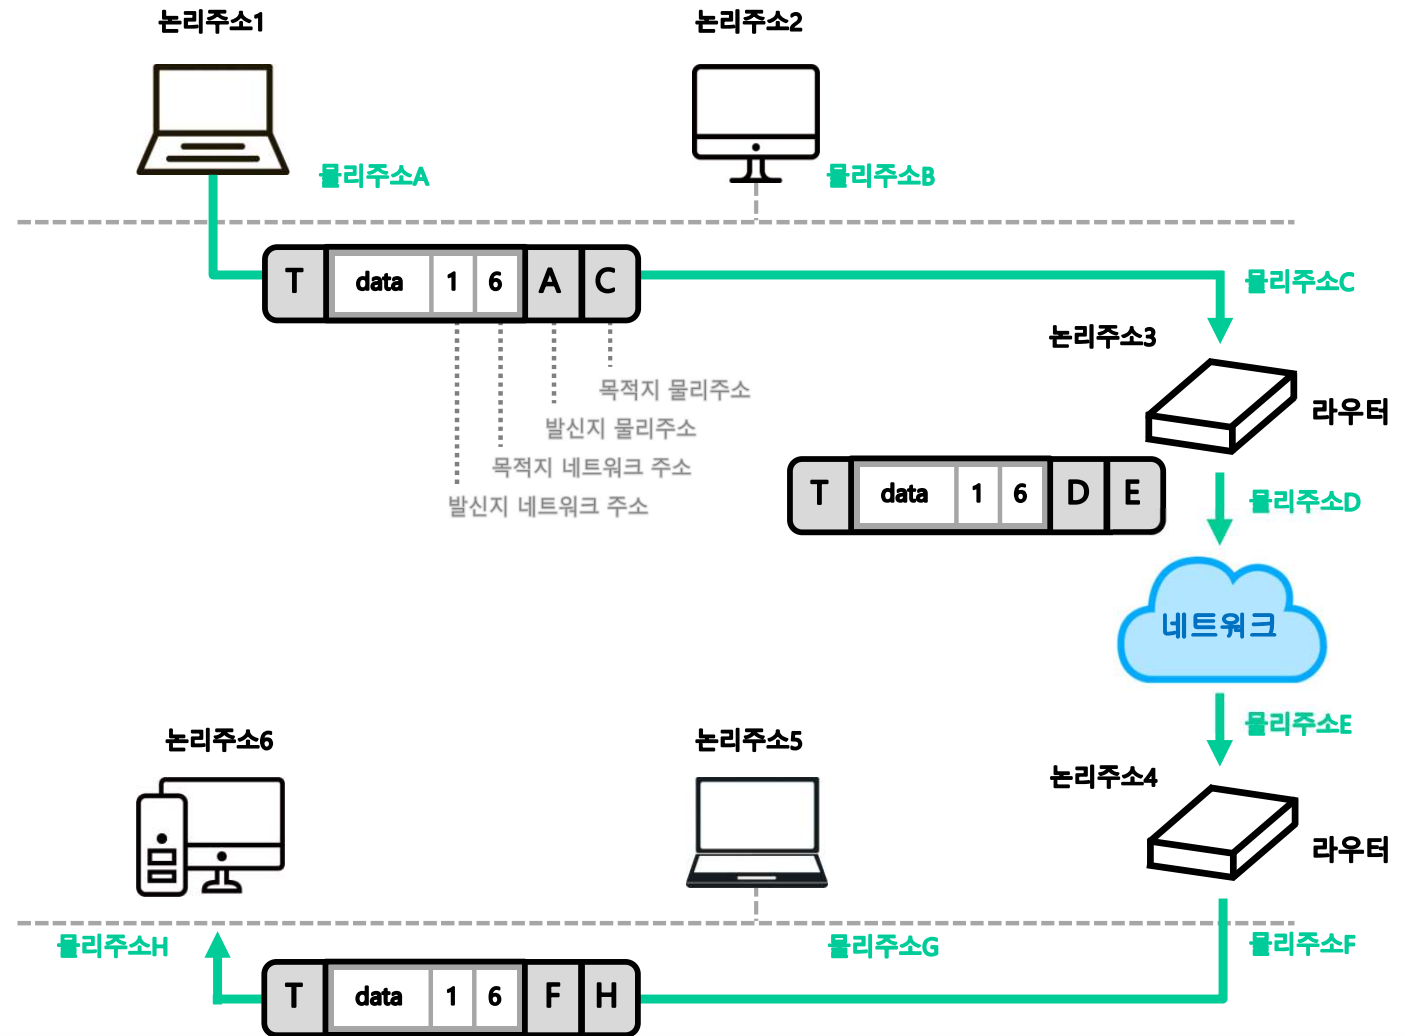 논리주소1
논리주소2
물리주소A
물리주소B
T data 1 6 A C
물리주소C
논리주소3
목적지 물리주소
라우터
발신지 물리주소
목적지 네트워크 주소
발신지 네트워크 주소
T data 1 6 D E
물리주소D
네트워크
물리주소E
논리주소6
논리주소5
논리주소4
라우터
물리주소H
물리주소G
물리주소F
T data 1 6 F H